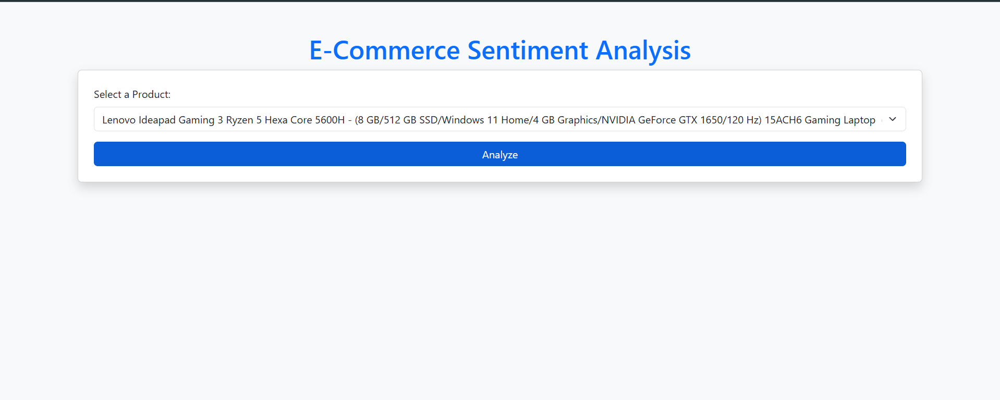 E-Commerce Sentiment Analysis
Select a Product:
Lenovo Ideapad Gaming 3 Ryzen 5 Hexa Core 5600H - (8 GB/512 GB SSD/Windows 11 Home/4 GB Graphics/NVIDIA GeForce GTX 1650/120 Hz) 15ACH6 Gaming Laptop
Analyze